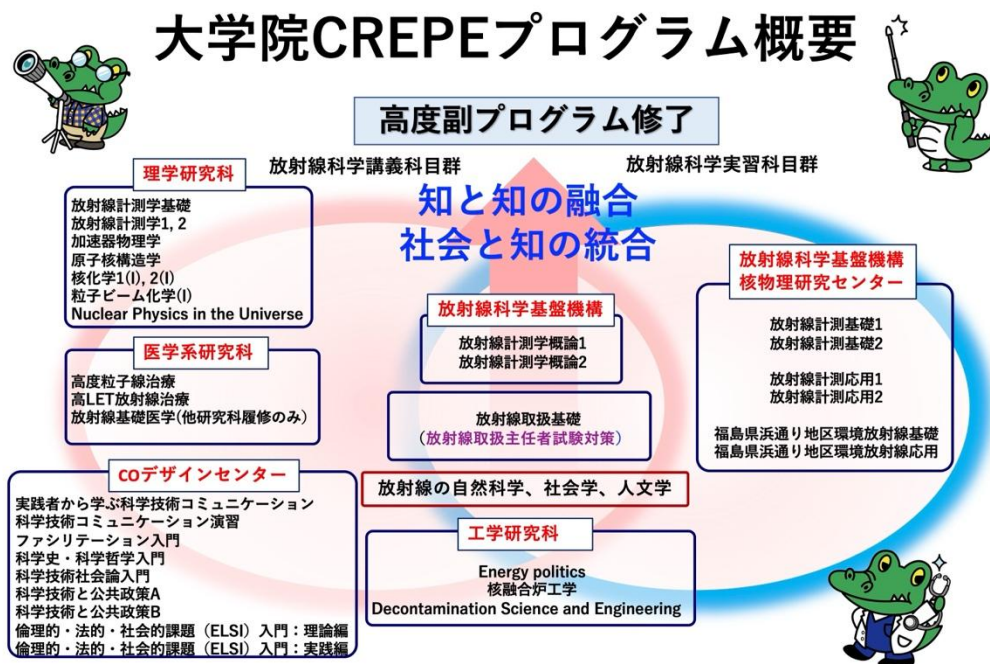 大学院CREPEプログラム概要
高度副プログラム修了
放射線科学講義科目群
放射線科学実習科目群
知と知の融合
社会と知の統合
理学研究科
放射線計測学基礎
放射線計測学1, 2
加速器物理学
原子核構造学
核化学1(I), 2(I)
粒子ビーム化学(I)
Nuclear Physics in the Universe
医学系研究科
高度粒子線治療
高LET放射線治療
放射線基礎医学(他研究科履修のみ)
COデザインセンター
実践者から学ぶ科学技術コミュニケーション
科学技術コミュニケーション演習
ファシリテーション入門
科学史・科学哲学入門
科学技術社会論入門
科学技術と公共政策A
科学技術と公共政策B
倫理的・法的・社会的課題（ELSI）入門：理論編
倫理的・法的・社会的課題（ELSI）入門：実践編
放射線科学基盤機構
放射線計測学概論1
放射線計測学概論2
放射線取扱基礎
（放射線取扱主任者試験対策）
放射線の自然科学、社会学、人文学
工学研究科
Energy politics
核融合炉工学
Decontamination Science and Engineering
放射線科学基盤機構
核物理研究センター
放射線計測基礎1
放射線計測基礎2
放射線計測応用1
放射線計測応用2
福島県浜通り地区環境放射線基礎
福島県浜通り地区環境放射線応用